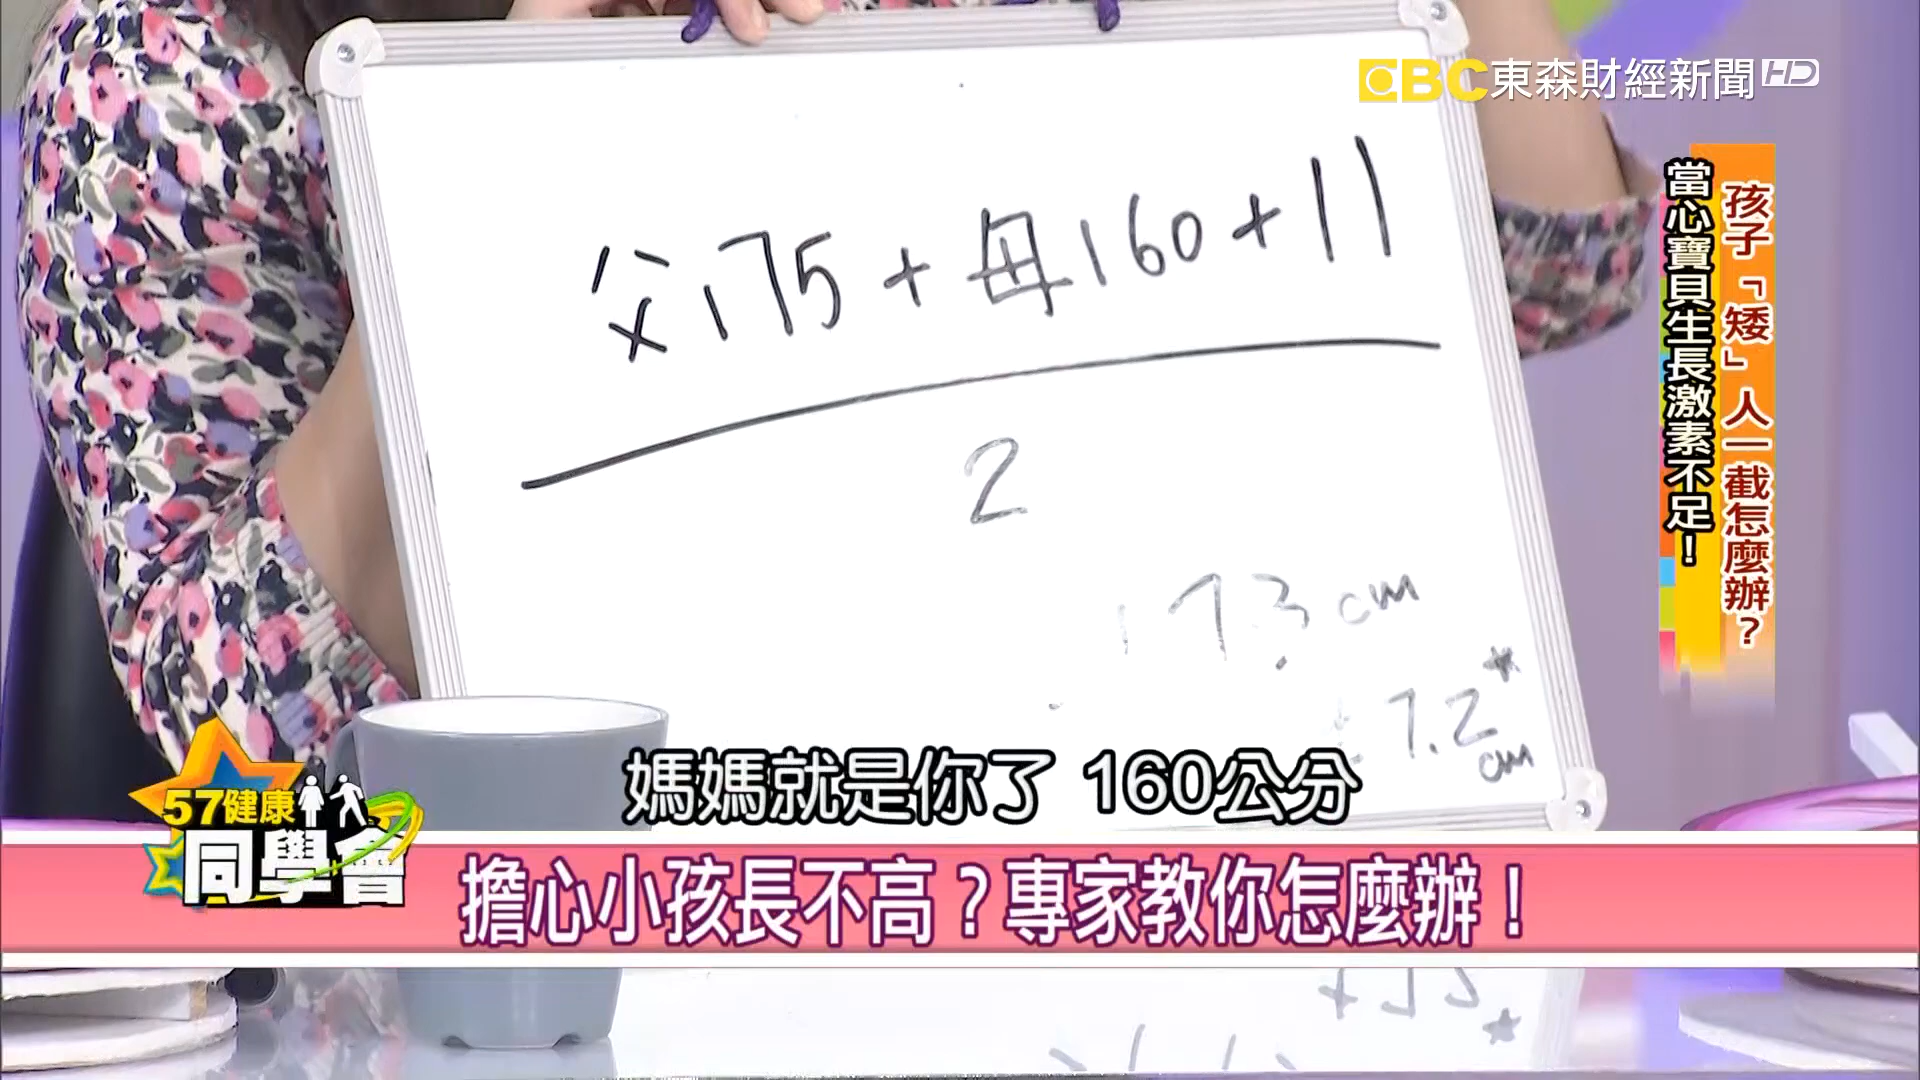 EBC東森財經新聞HD
孩子「矮」人一截怎麼辦？
當心寶貝生長激素不足！
父175+母160+11
2
173cm
7.2*
cm
媽媽就是你了 160公分
57健康
同學會
擔心小孩長不高？專家教你怎麼辦！